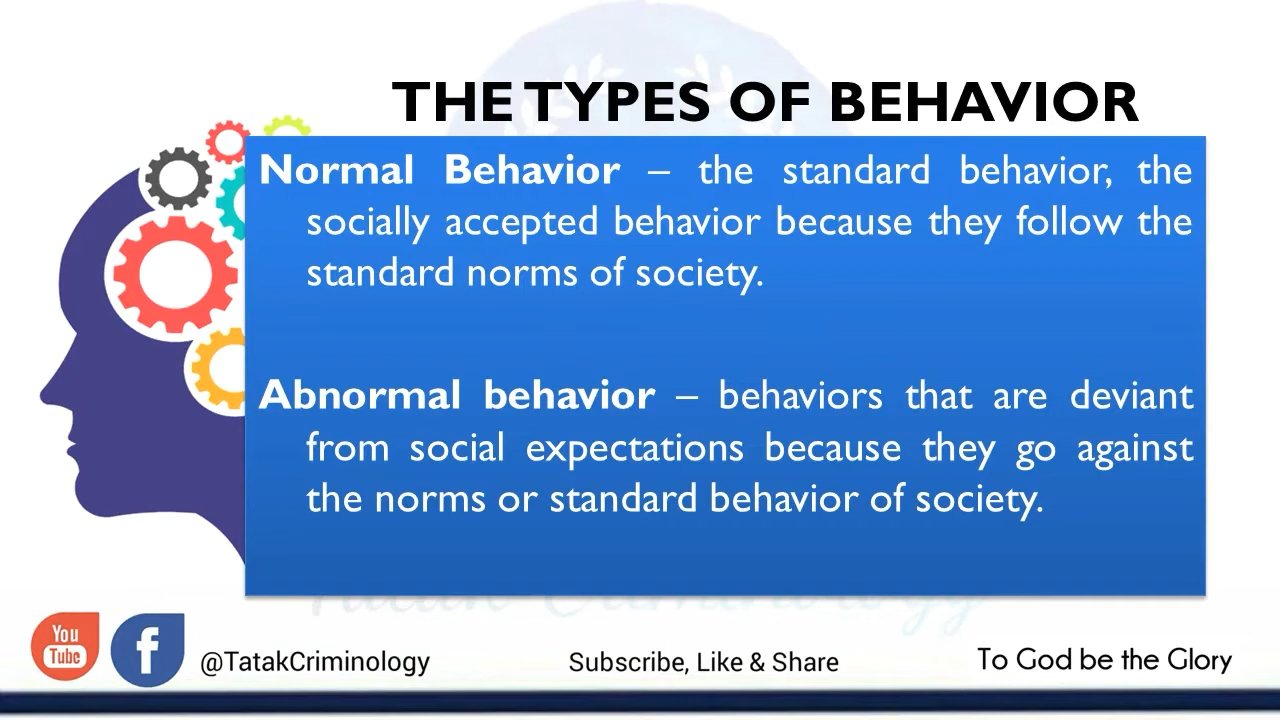 THE TYPES OF BEHAVIOR
Normal Behavior – the standard behavior, the
socially accepted behavior because they follow the
standard norms of society.
Abnormal behavior – behaviors that are deviant
from social expectations because they go against
the norms or standard behavior of society.
You
Tube
f
@TatakCriminology
Subscribe, Like & Share
To God be the Glory